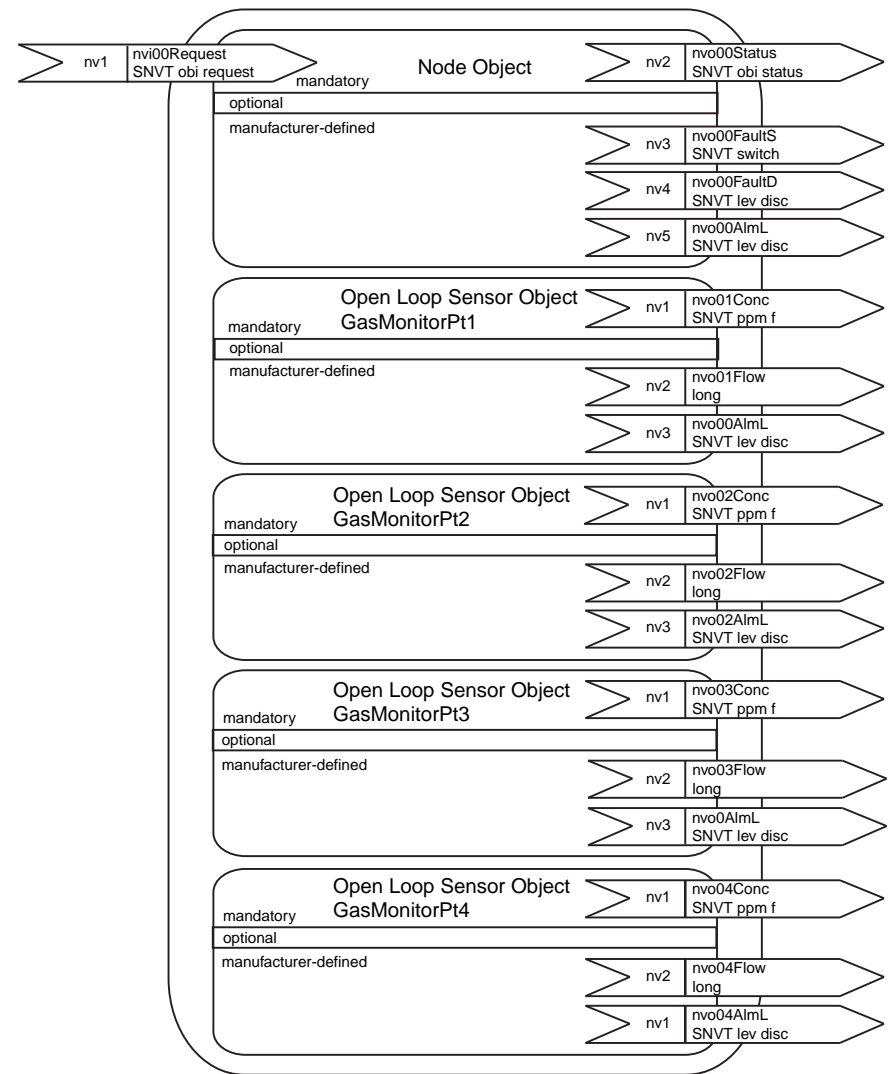 nv1
nvi00Request
SNVT obi request
mandatory
Node Object
nv2
nvo00Status
SNVT obi status
optional
manufacturer-defined
nv3
nvo00FaultS
SNVT switch
nv4
nvo00FaultD
SNVT lev disc
nv5
nvo00AlmL
SNVT lev disc
Open Loop Sensor Object
GasMonitorPt1
mandatory
nv1
nvo01Conc
SNVT ppm f
optional
manufacturer-defined
nv2
nvo01Flow
long
nv3
nvo00AlmL
SNVT lev disc
Open Loop Sensor Object
GasMonitorPt2
mandatory
nv1
nvo02Conc
SNVT ppm f
optional
manufacturer-defined
nv2
nvo02Flow
long
nv3
nvo02AlmL
SNVT lev disc
Open Loop Sensor Object
GasMonitorPt3
mandatory
nv1
nvo03Conc
SNVT ppm f
optional
manufacturer-defined
nv2
nvo03Flow
long
nv3
nvo0AlmL
SNVT lev disc
Open Loop Sensor Object
GasMonitorPt4
mandatory
nv1
nvo04Conc
SNVT ppm f
optional
manufacturer-defined
nv2
nvo04Flow
long
nv1
nvo04AlmL
SNVT lev disc